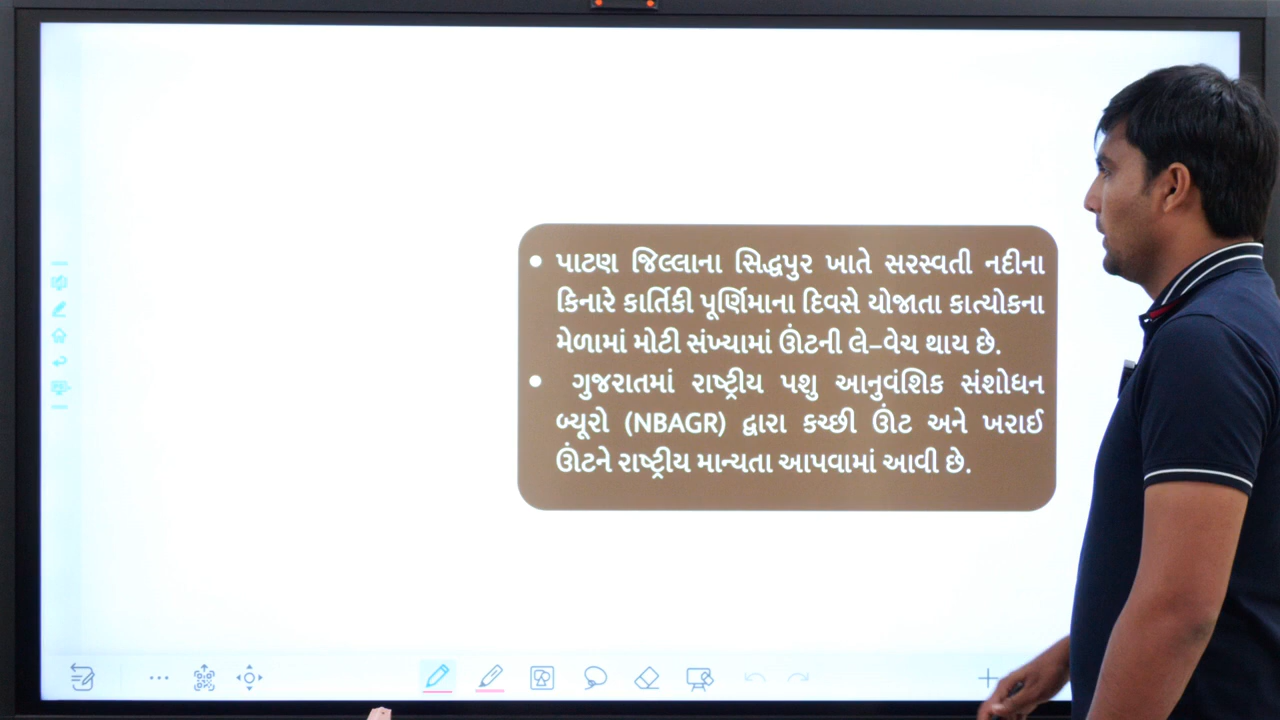 • પાટણ જિલ્લાના સિદ્ધપુર ખાતે સરસ્વતી નદીના
કિનારે કાર્તિકી પૂર્ણિમાના દિવસે યોજાતા કાત્યોકના
મેળામાં મોટી સંખ્યામાં ઊંટની લે–વેચ થાય છે.
• ગુજરાતમાં રાષ્ટ્રીય પશુ આનુવંશિક સંશોધન
બ્યૂરો (NBAGR) દ્વારા કચ્છી ઊંટ અને ખરાઈ
ઊંટને રાષ્ટ્રીય માન્યતા આપવામાં આવી છે.